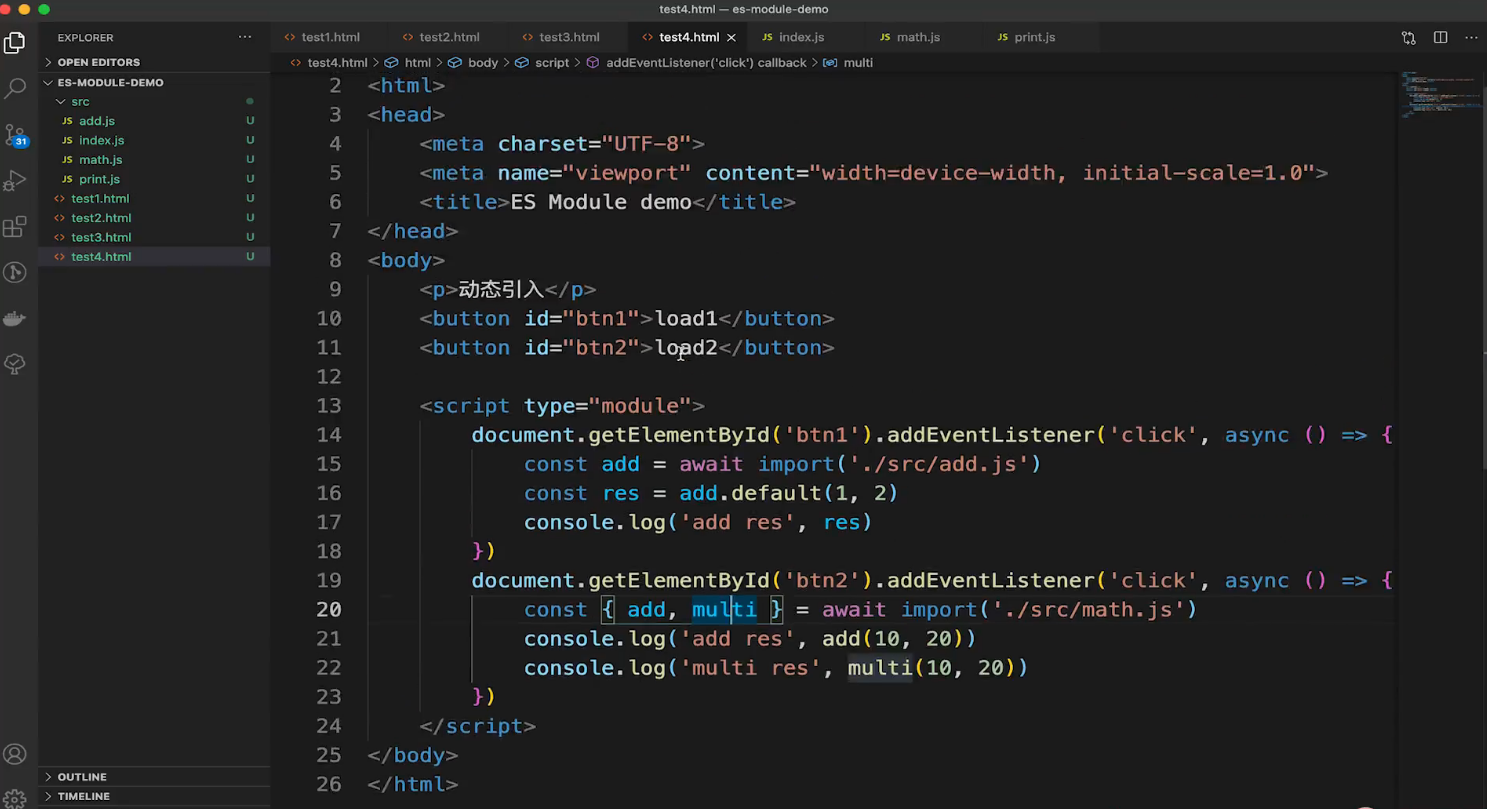 test4.html — es-module-demo
EXPLORER
test1.html
test2.html
test3.html
test4.html
index.js
math.js
print.js
OPEN EDITORS
test4.html > html > body > script > addEventListener('click') callback > multi
ES-MODULE-DEMO
src
add.js U
index.js U
math.js U
print.js U
test1.html U
test2.html U
test3.html U
test4.html U
31
2 <html>
3 <head>
4 <meta charset="UTF-8">
5 <meta name="viewport" content="width=device-width, initial-scale=1.0">
6 <title>ES Module demo</title>
7 </head>
8 <body>
9 <p>动态引入</p>
10 <button id="btn1">load1</button>
11 <button id="btn2">load2</button>
12
13 <script type="module">
14 document.getElementById('btn1').addEventListener('click', async () => {
15 const add = await import('./src/add.js')
16 const res = add.default(1, 2)
17 console.log('add res', res)
18 })
19 document.getElementById('btn2').addEventListener('click', async () => {
20 const { add, multi } = await import('./src/math.js')
21 console.log('add res', add(10, 20))
22 console.log('multi res', multi(10, 20))
23 })
24 </script>
25 </body>
26 </html>
OUTLINE
TIMELINE